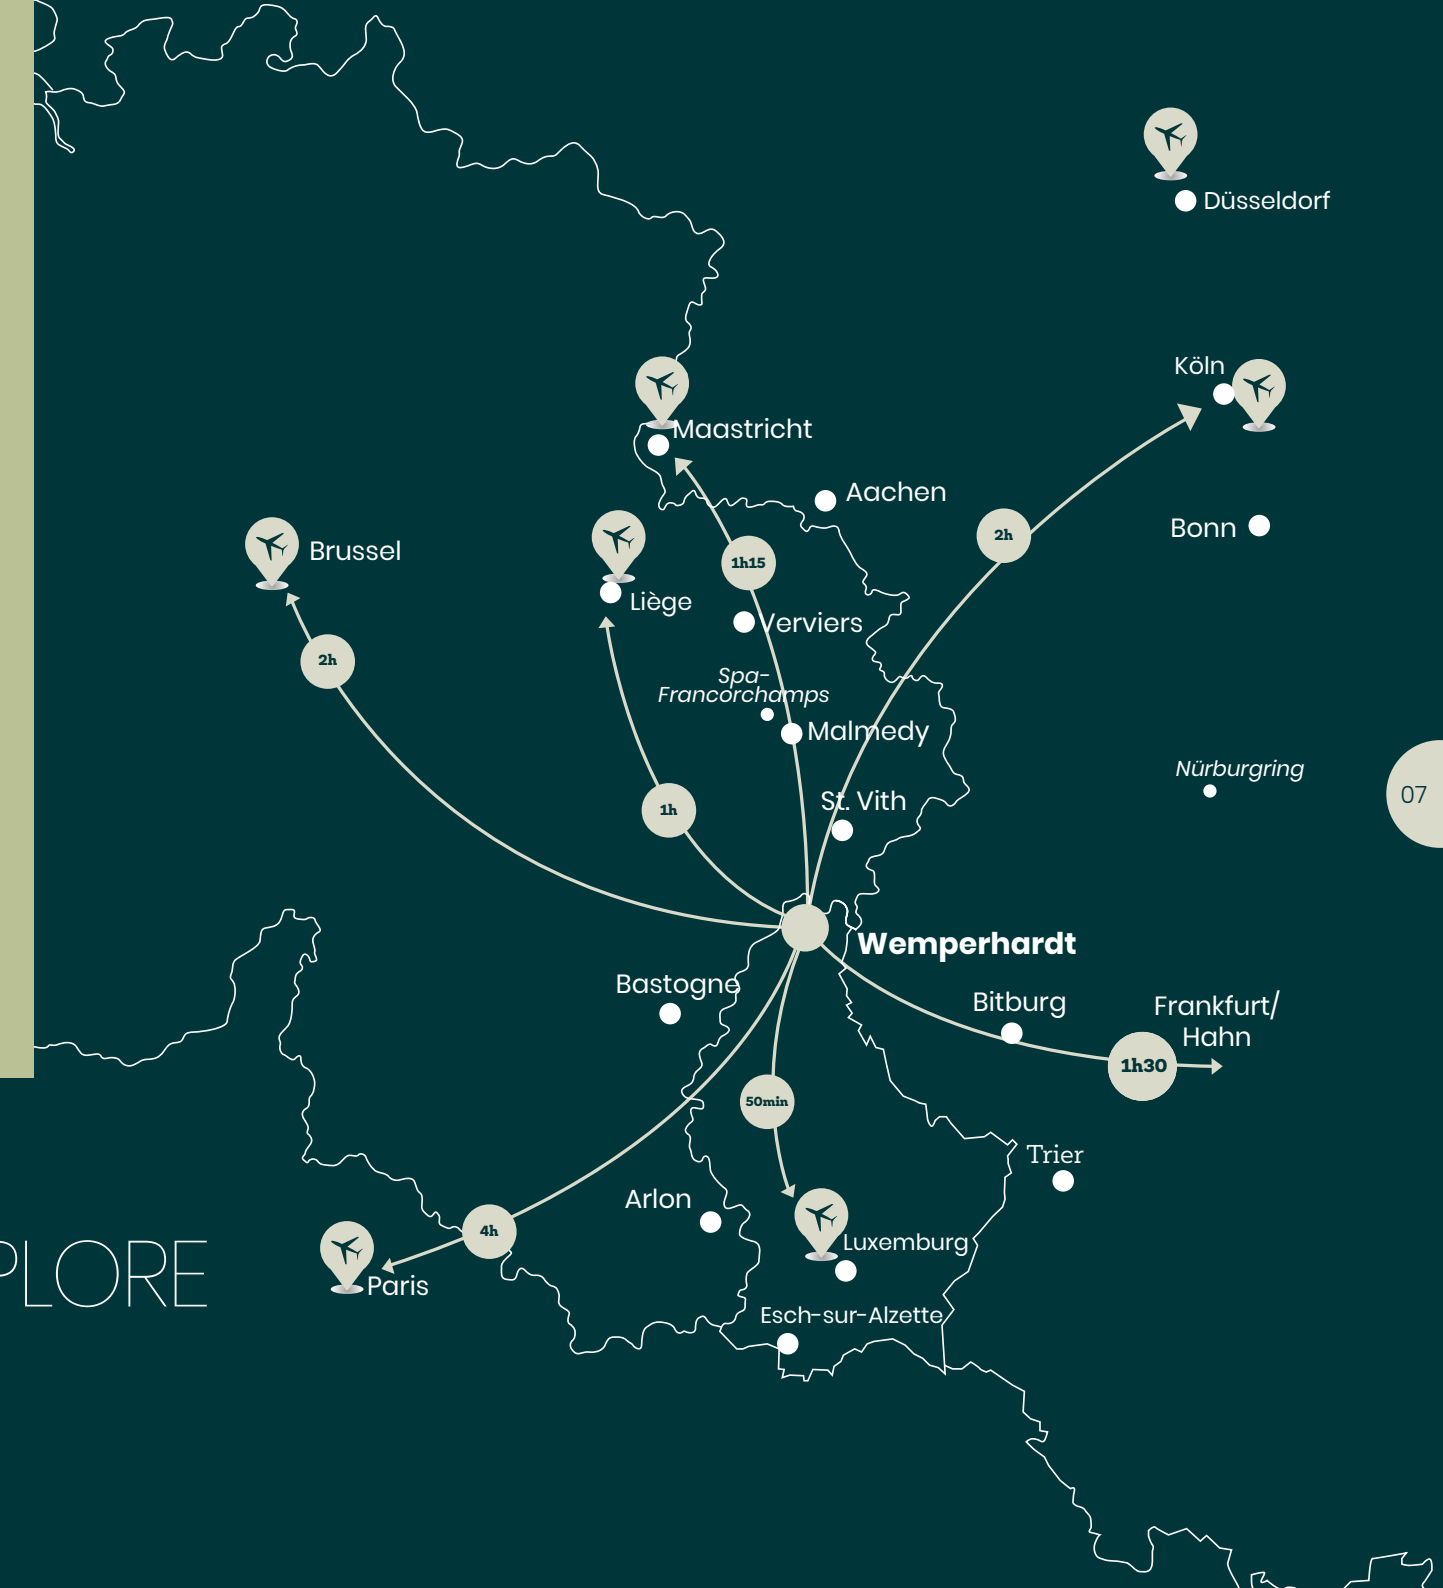 Düsseldorf
Köln
Maastricht
Aachen
Bonn
2h
Brussel
1h15
Liège
Verviers
2h
Spa-
Francorchamps
Malmedy
Nürburgring
07
St. Vith
1h
Wemperhardt
Bastogne
Bitburg
Frankfurt/
Hahn
1h30
50min
Trier
Arlon
4h
Luxemburg
PLORE
Paris
Esch-sur-Alzette